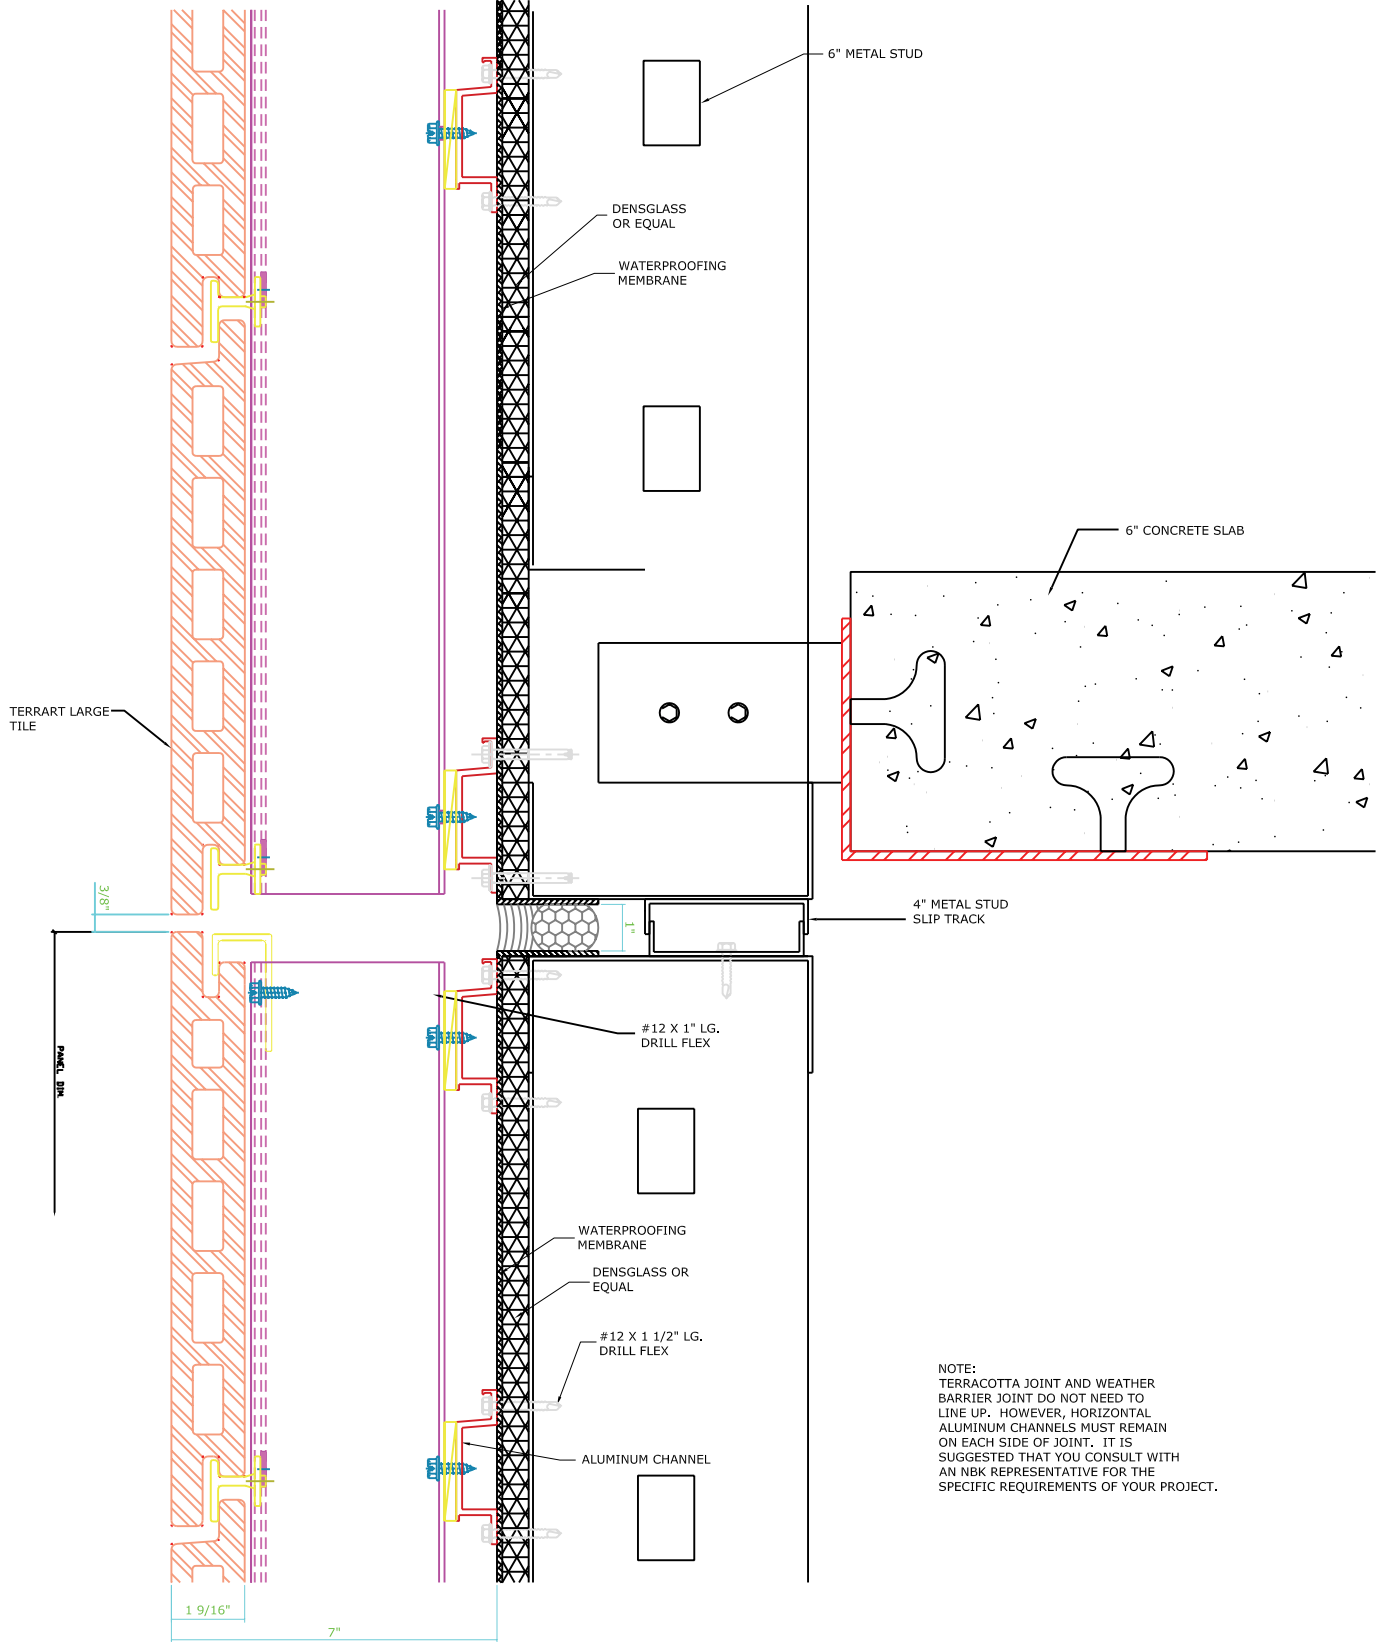 6" METAL STUD
DENSGLASS
OR EQUAL
WATERPROOFING
MEMBRANE
6" CONCRETE SLAB
TERRART LARGE
TILE
3/8"
1"
4" METAL STUD
SLIP TRACK
#12 X 1" LG.
DRILL FLEX
PANEL DIM.
WATERPROOFING
MEMBRANE
DENSGLASS OR
EQUAL
#12 X 1 1/2" LG.
DRILL FLEX
ALUMINUM CHANNEL
NOTE:
TERRACOTTA JOINT AND WEATHER
BARRIER JOINT DO NOT NEED TO
LINE UP.  HOWEVER, HORIZONTAL
ALUMINUM CHANNELS MUST REMAIN
ON EACH SIDE OF JOINT.  IT IS
SUGGESTED THAT YOU CONSULT WITH
AN NBK REPRESENTATIVE FOR THE
SPECIFIC REQUIREMENTS OF YOUR PROJECT.
1 9/16"
7"